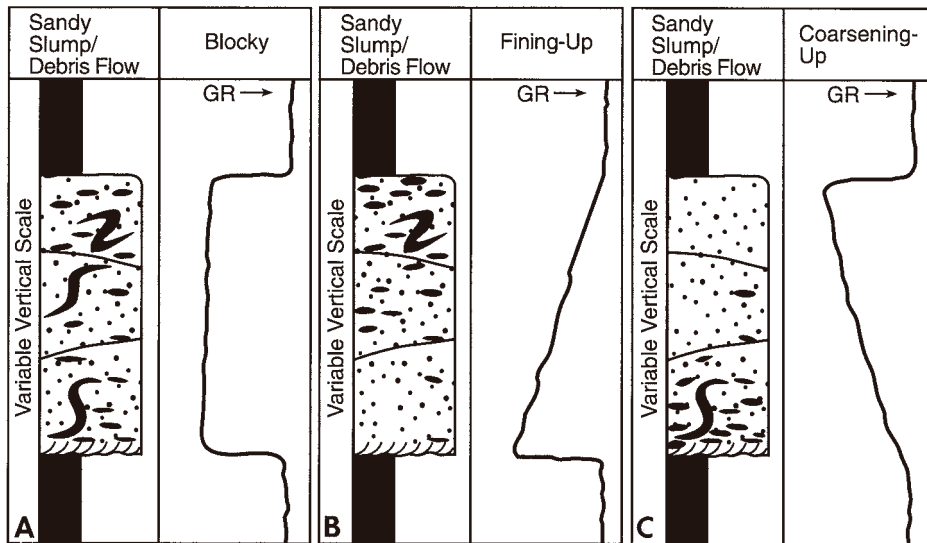 Sandy
Slump/
Debris Flow
Blocky
GR →
Variable Vertical Scale
A
Sandy
Slump/
Debris Flow
Fining-Up
GR →
Variable Vertical Scale
B
Sandy
Slump/
Debris Flow
Coarsening-
Up
GR →
Variable Vertical Scale
C